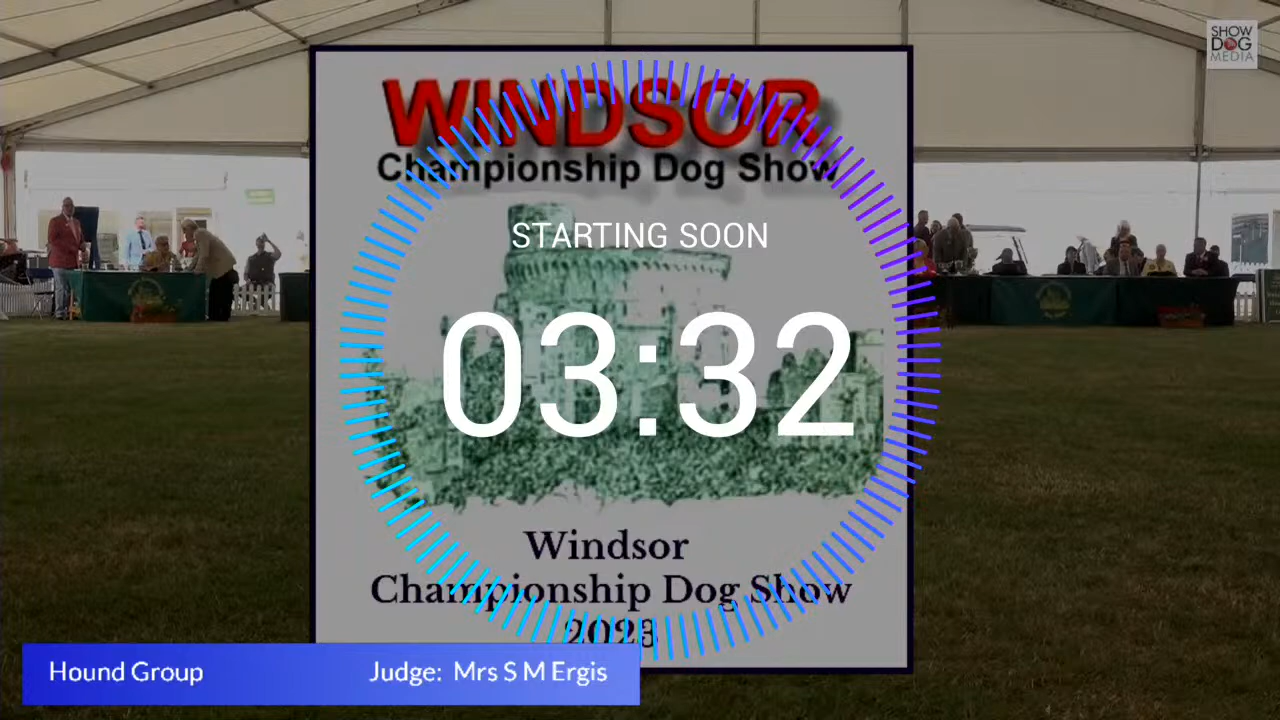 SHOW
DOG
MEDIA
WINDSOR
Championship Dog Show
STARTING SOON
03:32
Windsor
Championship Dog Show
2023
Hound Group Judge: Mrs S M Ergis